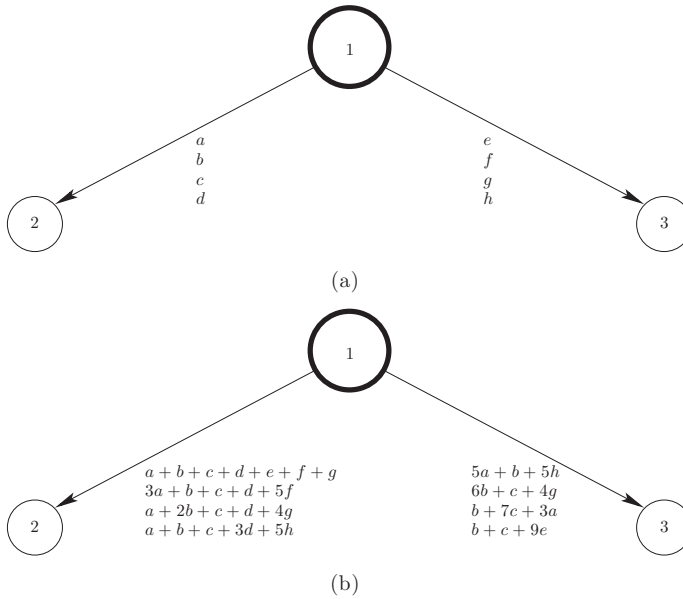 1
a
b
c
d
e
f
g
h
2
3
(a)
1
a + b + c + d + e + f + g
3a + b + c + d + 5f
a + 2b + c + d + 4g
a + b + c + 3d + 5h
5a + b + 5h
6b + c + 4g
b + 7c + 3a
b + c + 9e
2
3
(b)